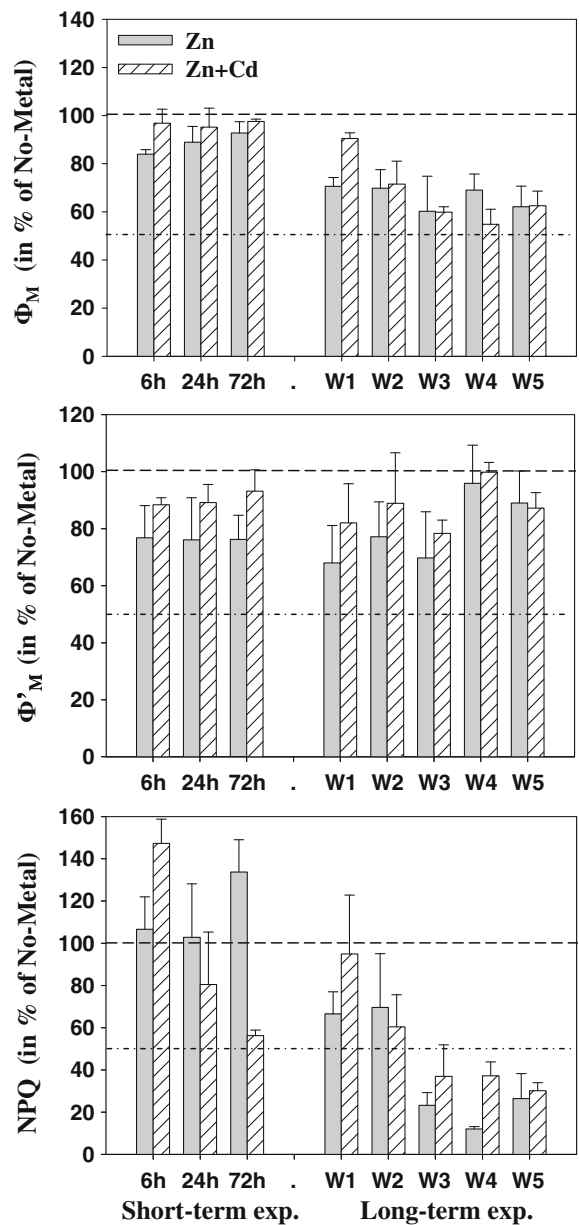 140
120
100
80
60
40
20
0
ΦM (in % of No-Metal)
Zn
Zn+Cd
6h 24h 72h . W1 W2 W3 W4 W5
120
100
80
60
40
20
0
Φ'M (in % of No-Metal)
6h 24h 72h . W1 W2 W3 W4 W5
160
140
120
100
80
60
40
20
0
NPQ (in % of No-Metal)
6h 24h 72h . W1 W2 W3 W4 W5
Short-term exp. Long-term exp.